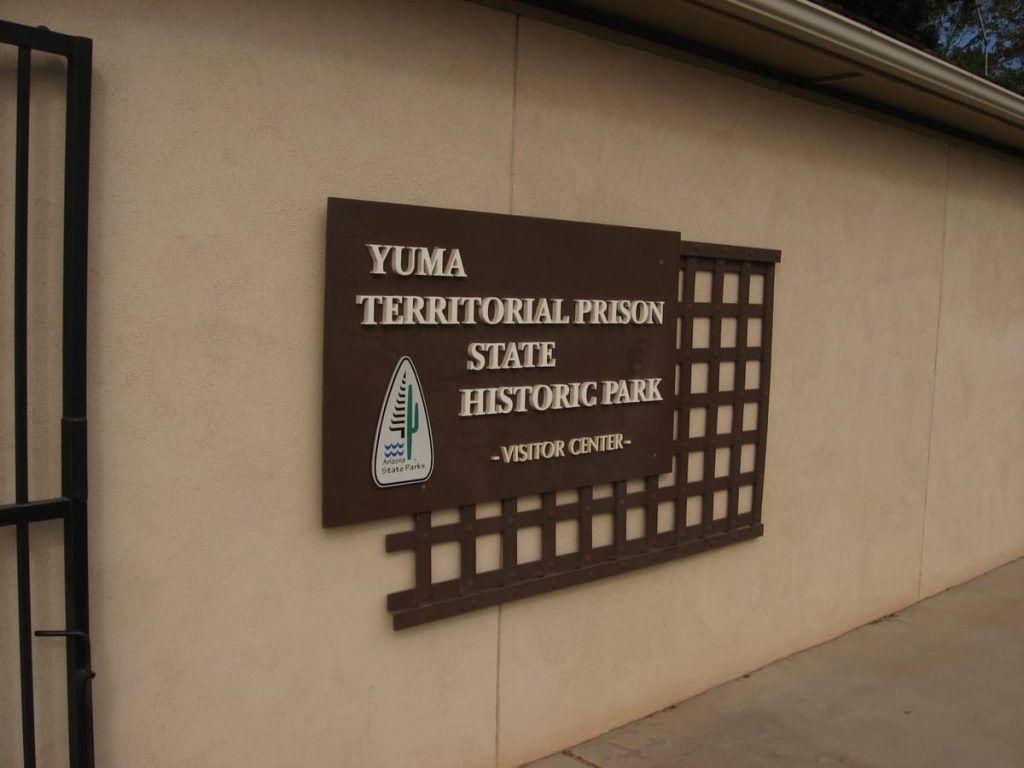 YUMA
TERRITORIAL PRISON
STATE
HISTORIC PARK
-VISITOR CENTER-
Arizona
State Parks